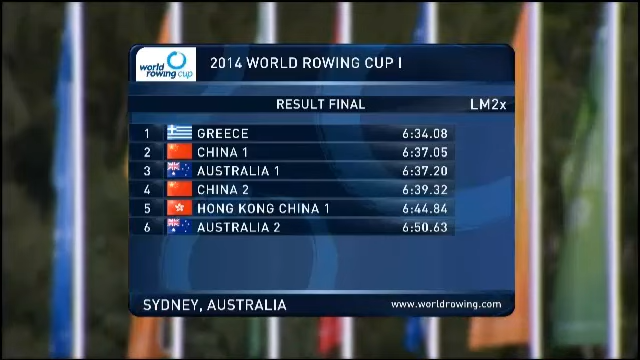 world
rowing cup
2014 WORLD ROWING CUP I
RESULT FINAL LM2x
1 GREECE 6:34.08
2 CHINA 1 6:37.05
3 AUSTRALIA 1 6:37.20
4 CHINA 2 6:39.32
5 HONG KONG CHINA 1 6:44.84
6 AUSTRALIA 2 6:50.63
SYDNEY, AUSTRALIA www.worldrowing.com